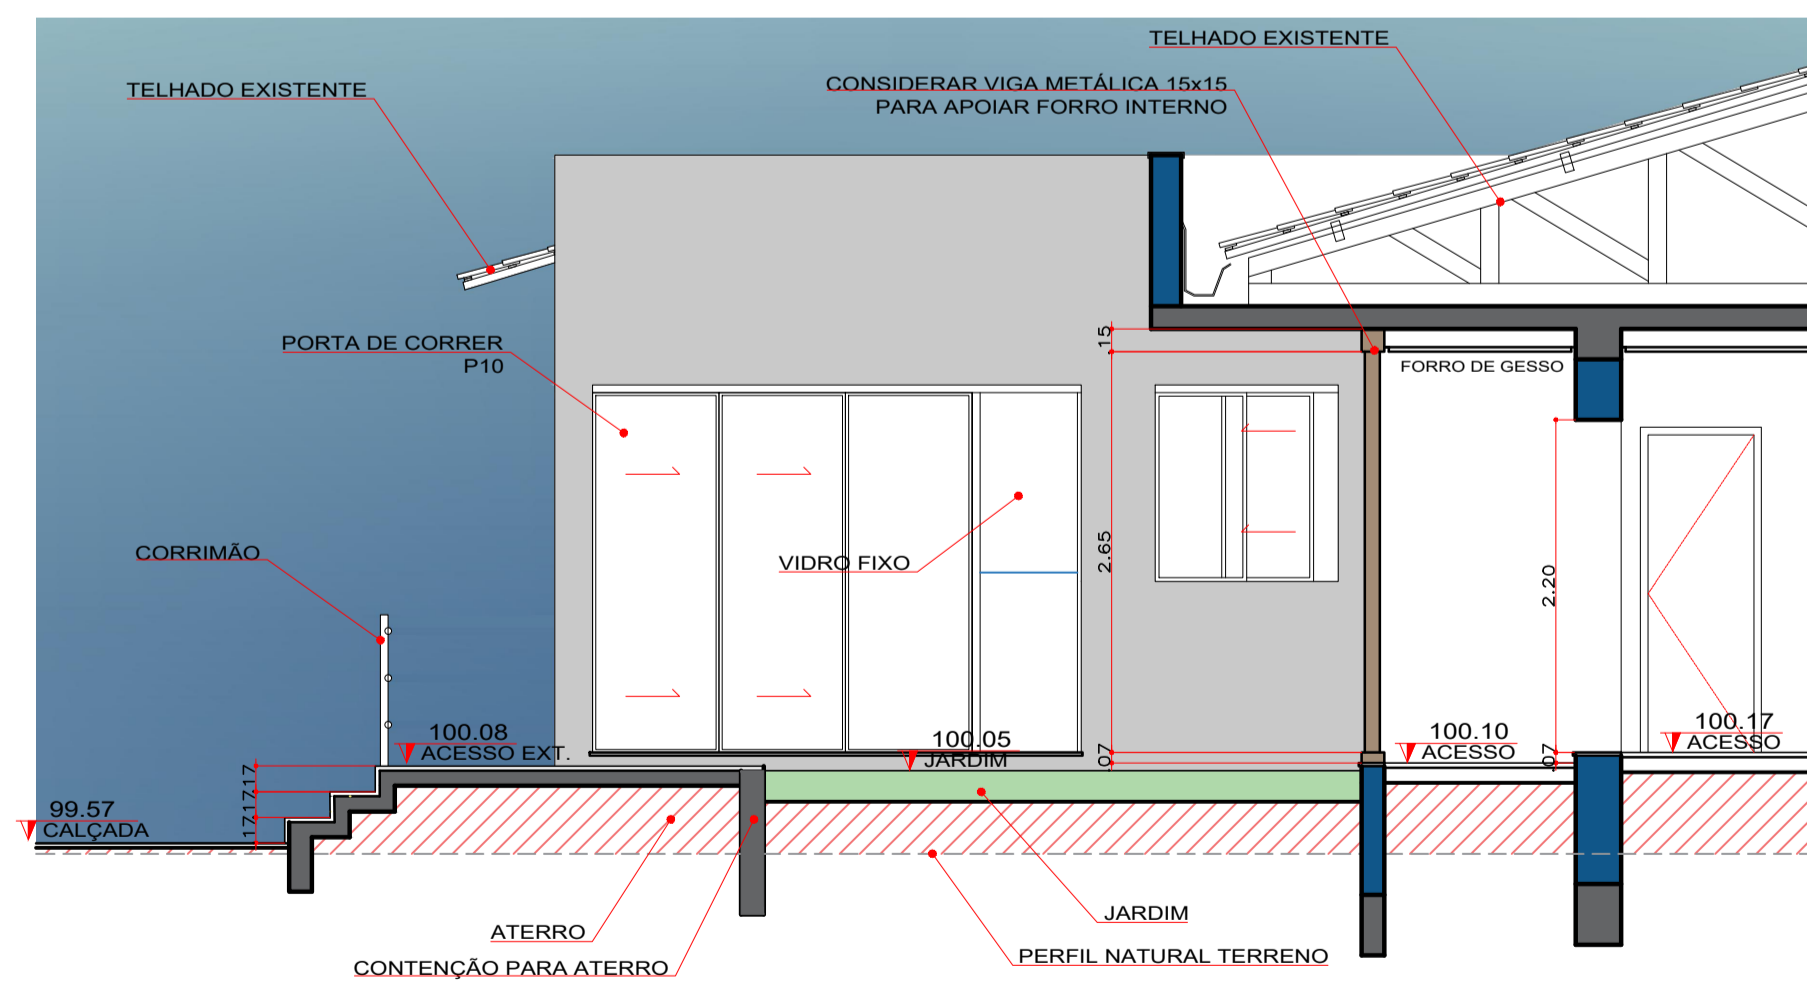 TELHADO EXISTENTE
TELHADO EXISTENTE
CONSIDERAR VIGA METÁLICA 15x15
PARA APOIAR FORRO INTERNO
PORTA DE CORRER
P10
15
FORRO DE GESSO
CORRIMÃO
VIDRO FIXO
2.65
2.20
100.08
ACESSO EXT.
100.05
JARDIM
.07
100.10
ACESSO
.07
100.17
ACESSO
99.57
CALÇADA
.17
.17
17
ATERRO
CONTENÇÃO PARA ATERRO
JARDIM
PERFIL NATURAL TERRENO